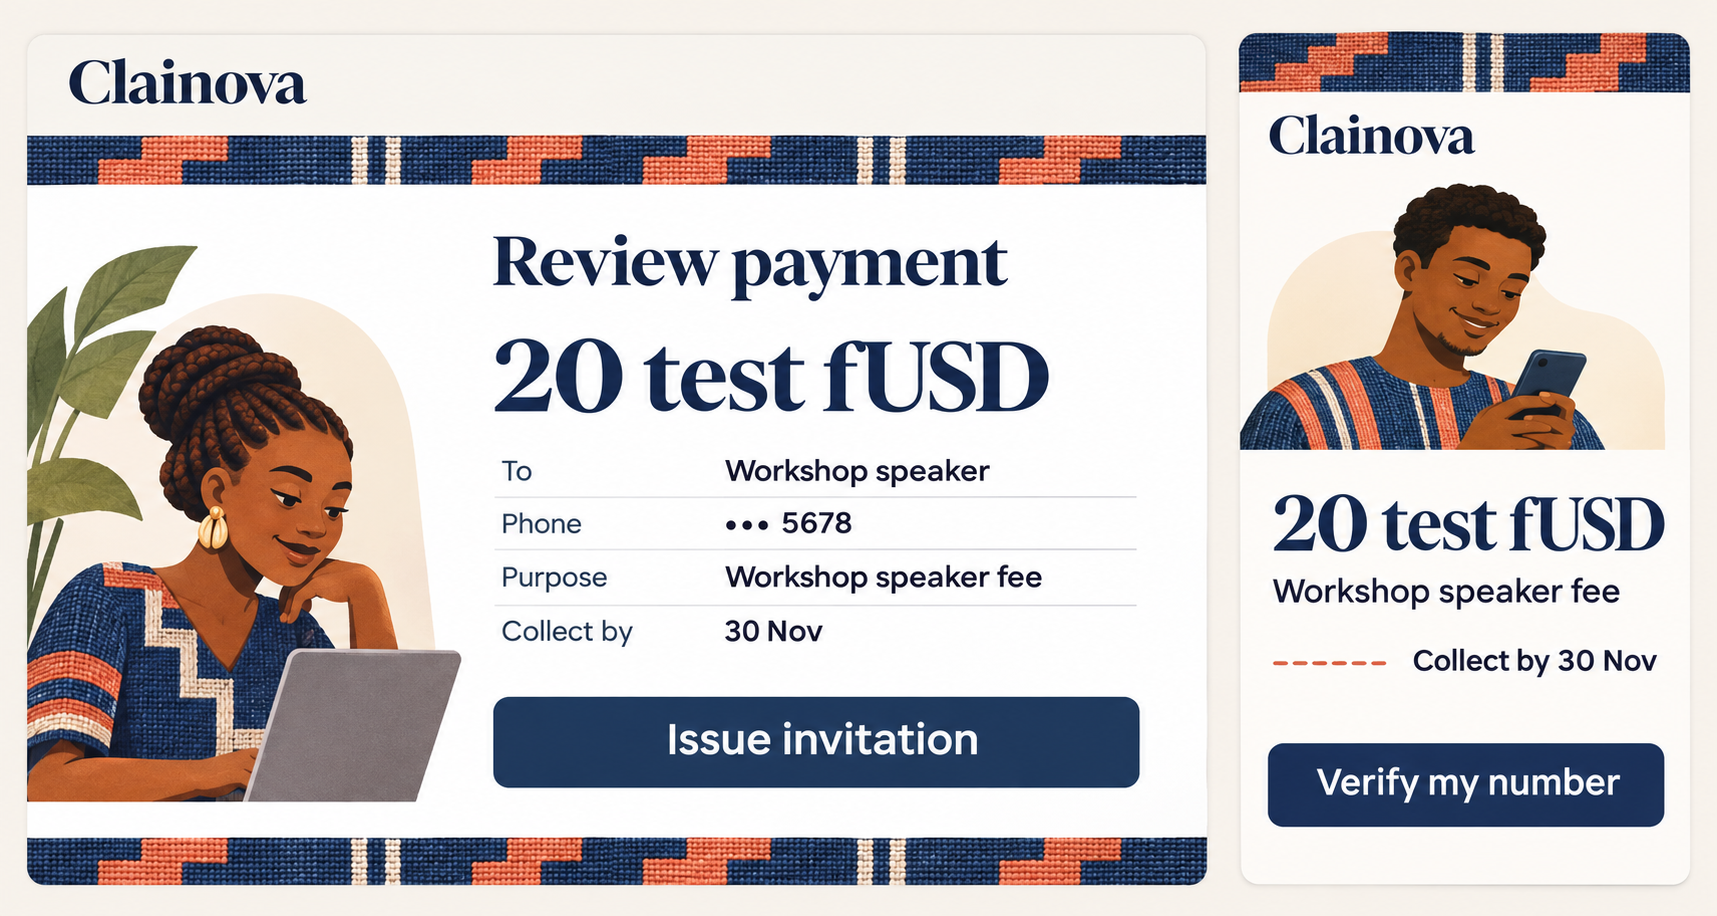 Clainova
Review payment
20 test fUSD
To Workshop speaker
Phone ••• 5678
Purpose Workshop speaker fee
Collect by 30 Nov
Issue invitation
Clainova
20 test fUSD
Workshop speaker fee
Collect by 30 Nov
Verify my number